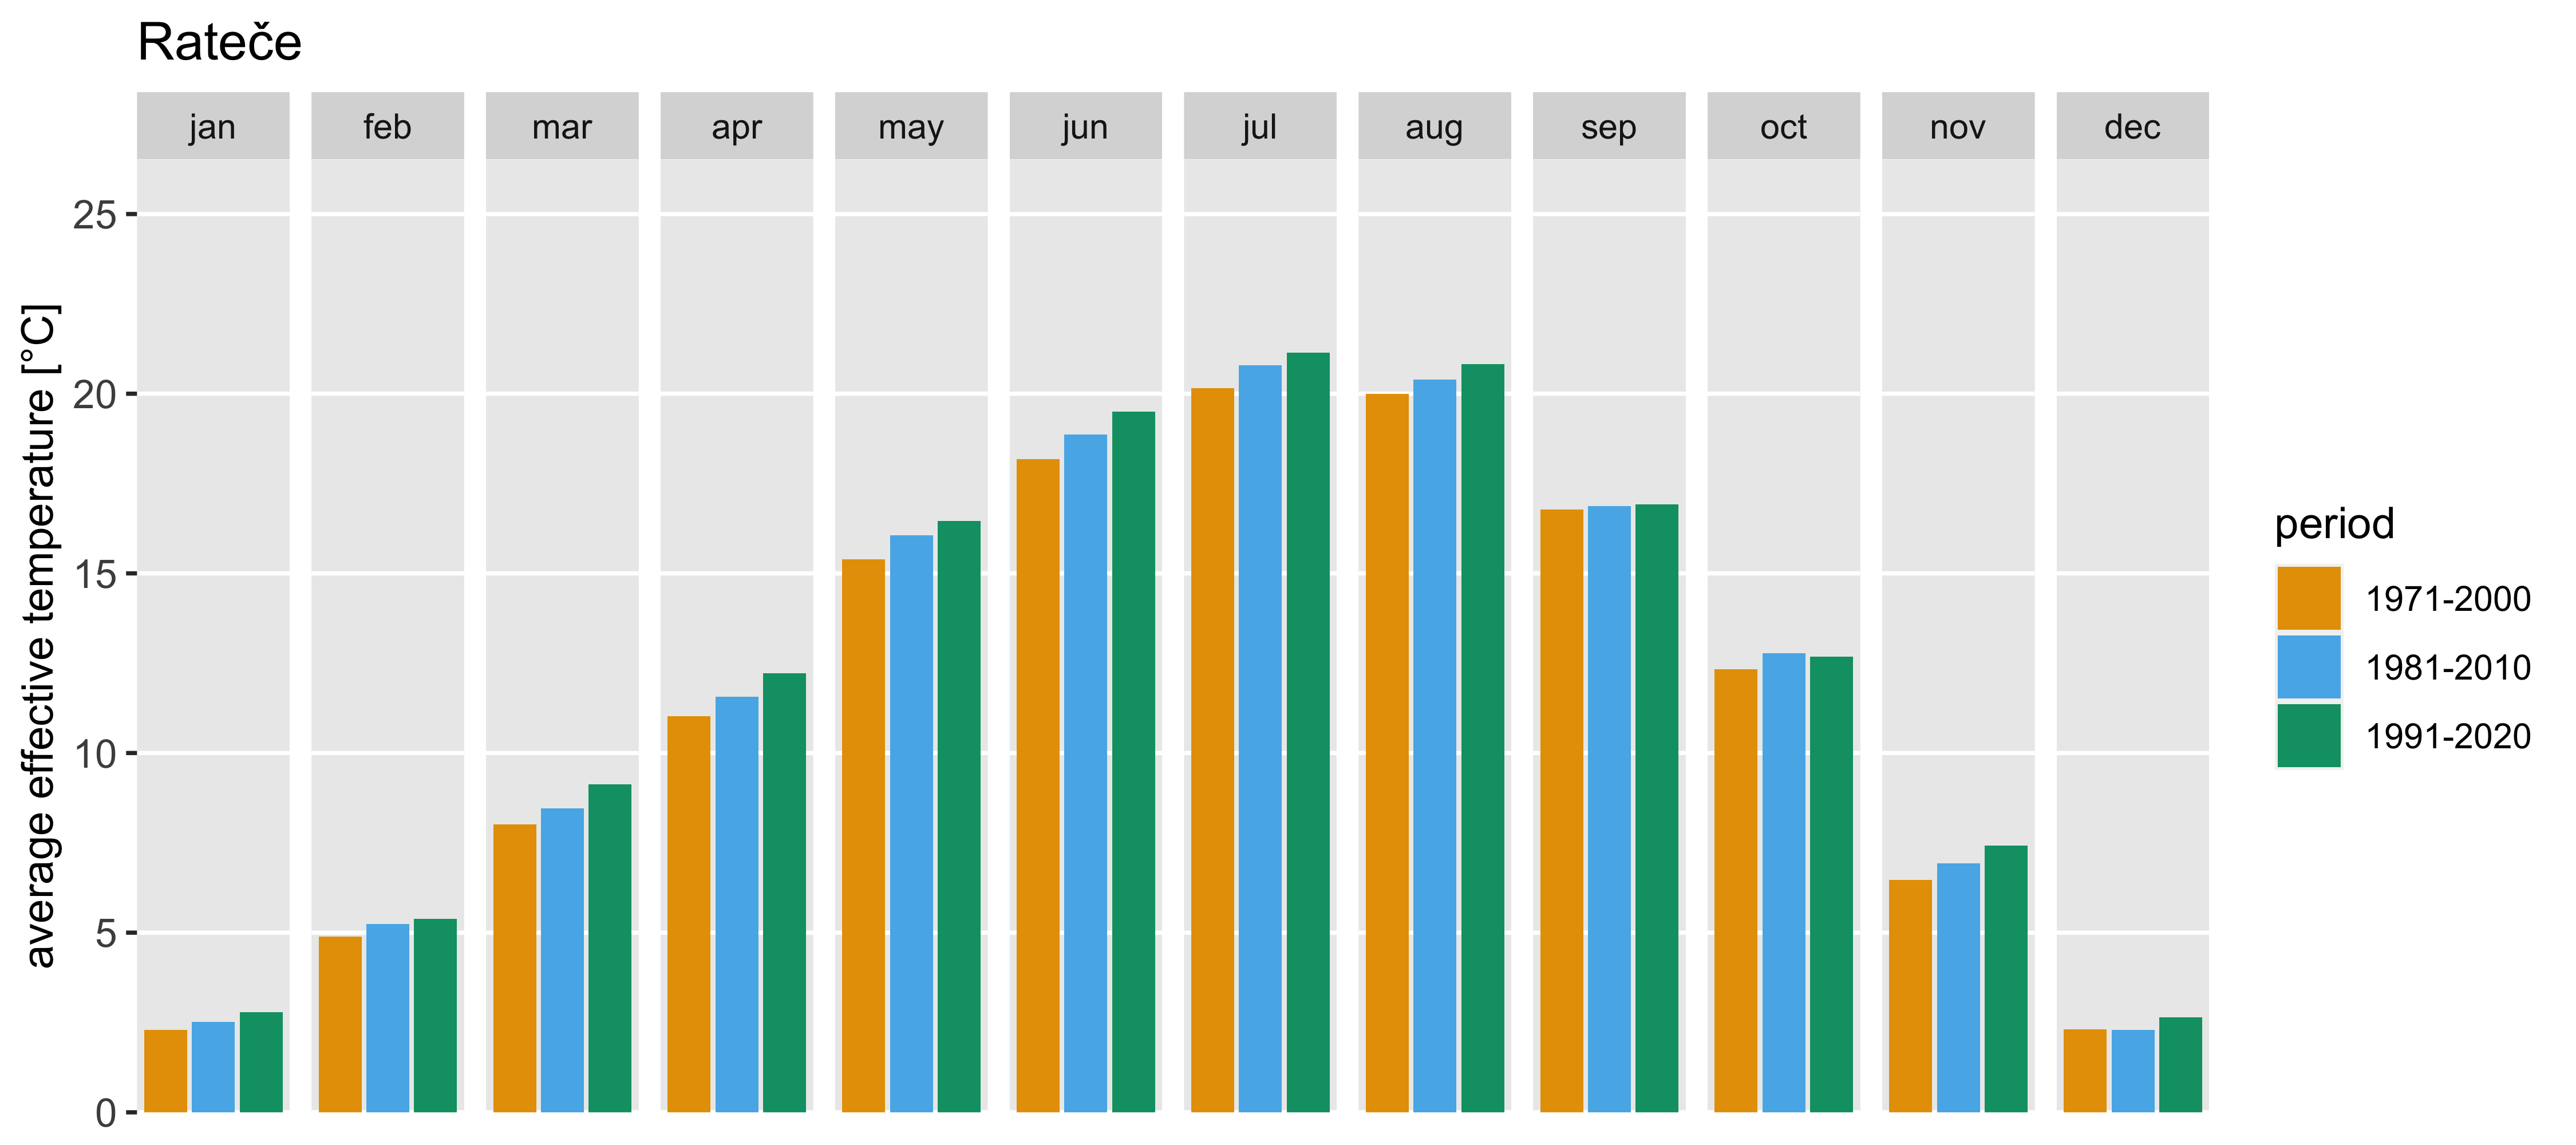 Rateče
jan feb mar apr may jun jul aug sep oct nov dec
average effective temperature [°C]
25
20
15
10
5
0
period
1971-2000
1981-2010
1991-2020